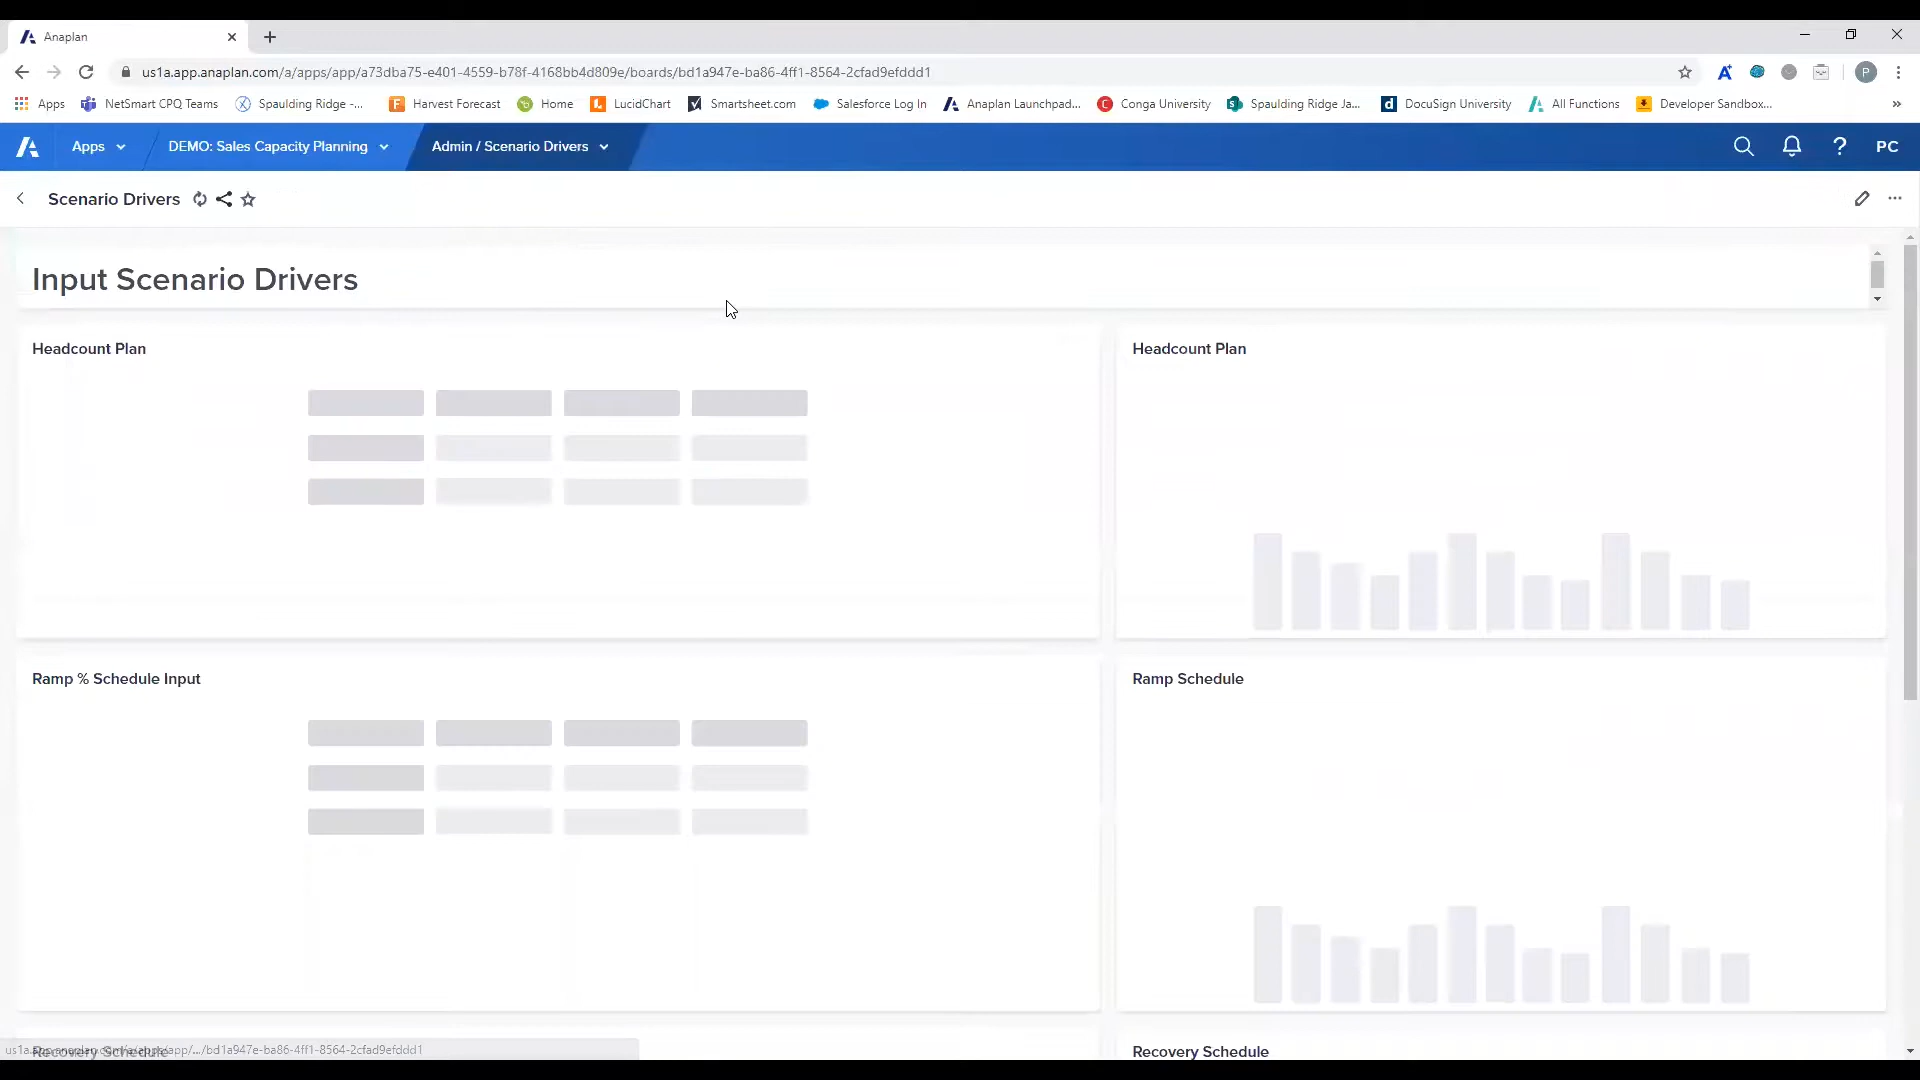 Anaplan
us1a.app.anaplan.com/a/apps/app/a73dba75-e401-4559-b78f-4168bb4d809e/boards/bd1a947e-ba86-4ff1-8564-2cfad9efddd1
P
Apps NetSmart CPQ Teams Spaulding Ridge -... Harvest Forecast Home LucidChart Smartsheet.com Salesforce Log In Anaplan Launchpad... Conga University Spaulding Ridge Ja... DocuSign University All Functions Developer Sandbox... »
Apps DEMO: Sales Capacity Planning Admin / Scenario Drivers ? PC
Scenario Drivers
Input Scenario Drivers
Headcount Plan Headcount Plan
Ramp % Schedule Input Ramp Schedule
Recovery Schedule Recovery Schedule